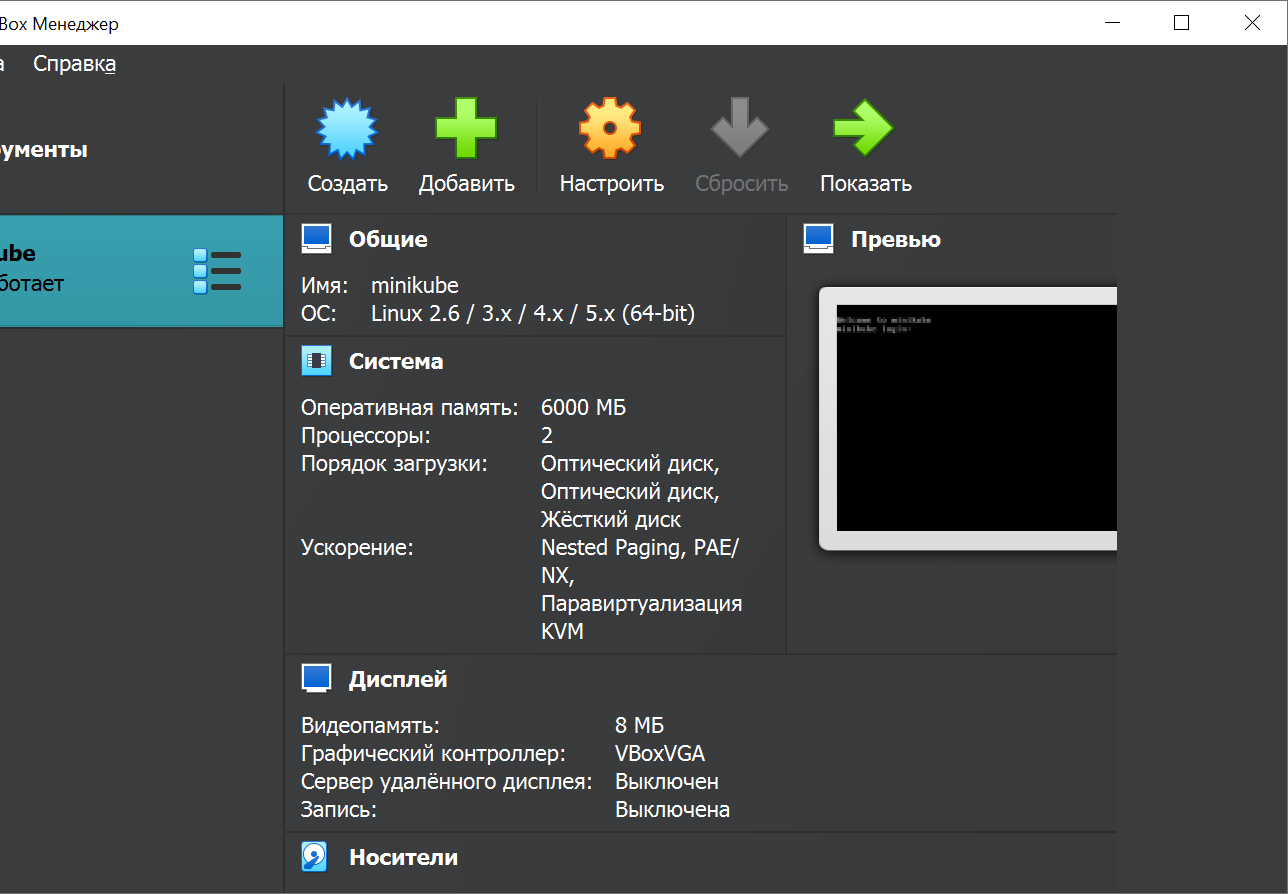 Box Менеджер
а Справка
рументы
Создать Добавить Настроить Сбросить Показать
ube
ботает
Общие
Имя: minikube
ОС: Linux 2.6 / 3.x / 4.x / 5.x (64-bit)
Превью
Welcome to minikube
minikube login:
Система
Оперативная память: 6000 МБ
Процессоры: 2
Порядок загрузки: Оптический диск,
Оптический диск,
Жёсткий диск
Ускорение: Nested Paging, PAE/
NX,
Паравиртуализация
KVM
Дисплей
Видеопамять: 8 МБ
Графический контроллер: VBoxVGA
Сервер удалённого дисплея: Выключен
Запись: Выключена
Носители